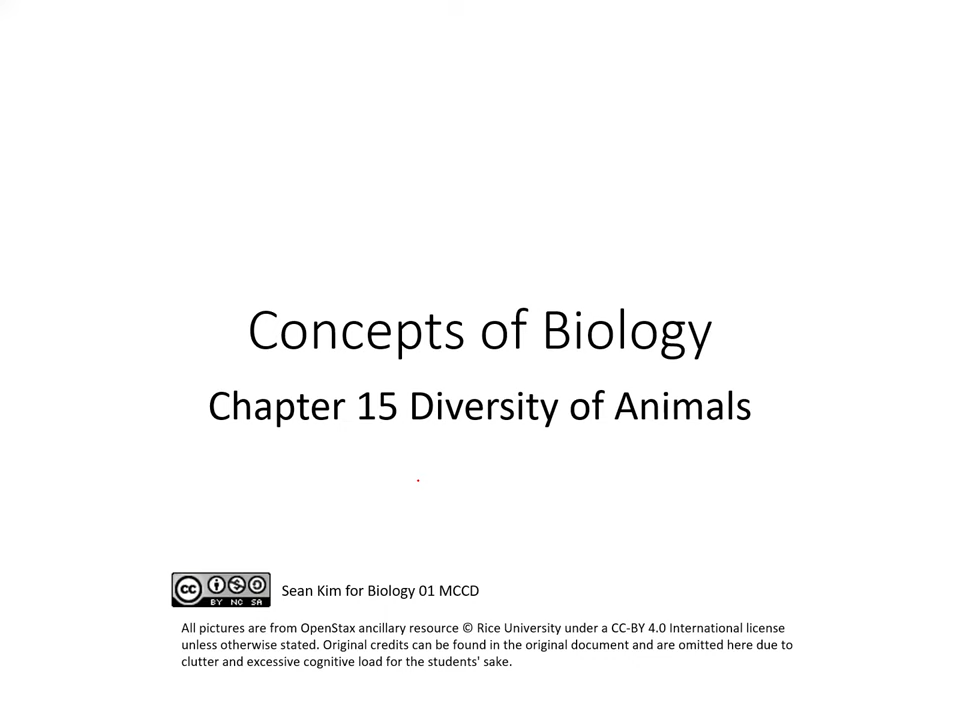 Concepts of Biology
Chapter 15 Diversity of Animals
cc BY NC SA
Sean Kim for Biology 01 MCCD
All pictures are from OpenStax ancillary resource © Rice University under a CC-BY 4.0 International license
unless otherwise stated. Original credits can be found in the original document and are omitted here due to
clutter and excessive cognitive load for the students' sake.